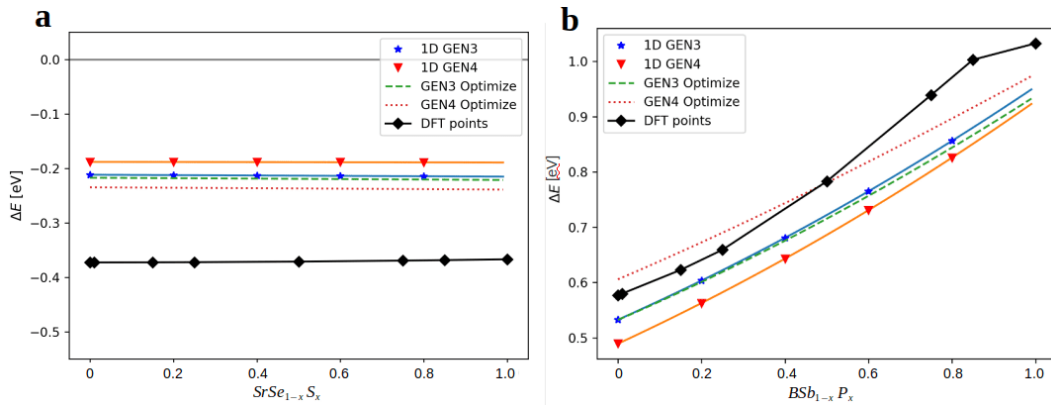 a
0.0
−0.1
−0.2
−0.3
−0.4
−0.5
ΔE [eV]
0
0.2
0.4
0.6
0.8
1.0
SrSe₁₋ₓ Sₓ
1D GEN3
1D GEN4
GEN3 Optimize
GEN4 Optimize
DFT points
b
1.0
0.9
0.8
0.7
0.6
0.5
ΔE [eV]
0
0.2
0.4
0.6
0.8
1.0
BSb₁₋ₓ Pₓ
1D GEN3
1D GEN4
GEN3 Optimize
GEN4 Optimize
DFT points